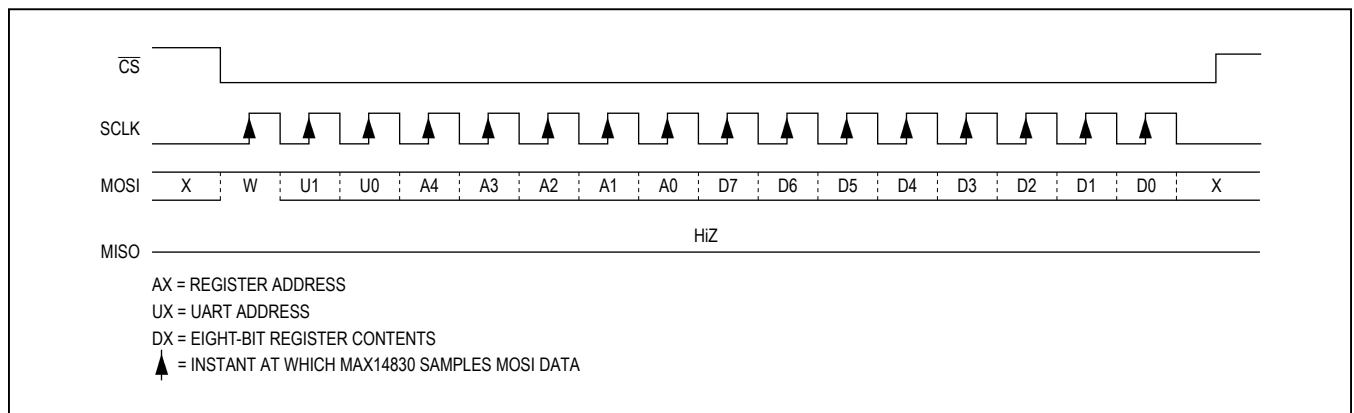 CS
SCLK
MOSI X W U1 U0 A4 A3 A2 A1 A0 D7 D6 D5 D4 D3 D2 D1 D0 X
HiZ
MISO
AX = REGISTER ADDRESS
UX = UART ADDRESS
DX = EIGHT-BIT REGISTER CONTENTS
= INSTANT AT WHICH MAX14830 SAMPLES MOSI DATA